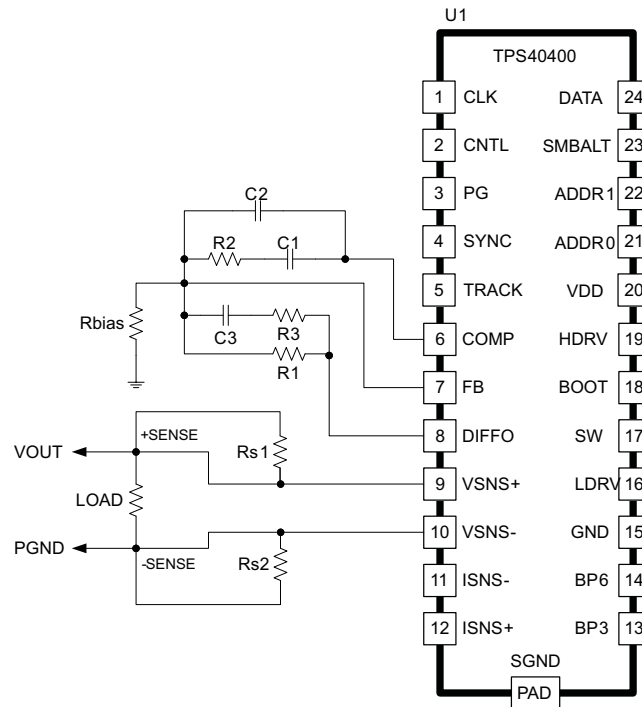 U1
TPS40400
1 CLK DATA 24
2 CNTL SMBALT 23
3 PG ADDR1 22
4 SYNC ADDR0 21
5 TRACK VDD 20
6 COMP HDRV 19
7 FB BOOT 18
8 DIFFO SW 17
9 VSNS+ LDRV 16
10 VSNS- GND 15
11 ISNS- BP6 14
12 ISNS+ BP3 13
SGND
PAD
C2
R2 C1
Rbias
C3 R3
R1
+SENSE
VOUT
Rs1
LOAD
PGND
-SENSE
Rs2